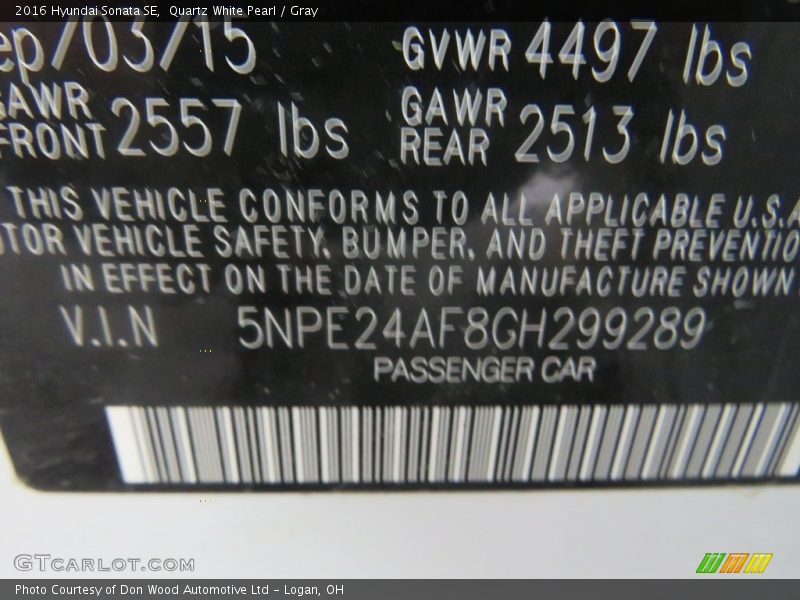 2016 Hyundai Sonata SE, Quartz White Pearl / Gray
ep/03/15 GVWR 4497 lbs
GAWR FRONT 2557 lbs GAWR REAR 2513 lbs
THIS VEHICLE CONFORMS TO ALL APPLICABLE U.S.A
TOR VEHICLE SAFETY, BUMPER, AND THEFT PREVENTIO
IN EFFECT ON THE DATE OF MANUFACTURE SHOWN
V.I.N 5NPE24AF8GH299289
PASSENGER CAR
GTCARLOT.COM
Photo Courtesy of Don Wood Automotive Ltd - Logan, OH